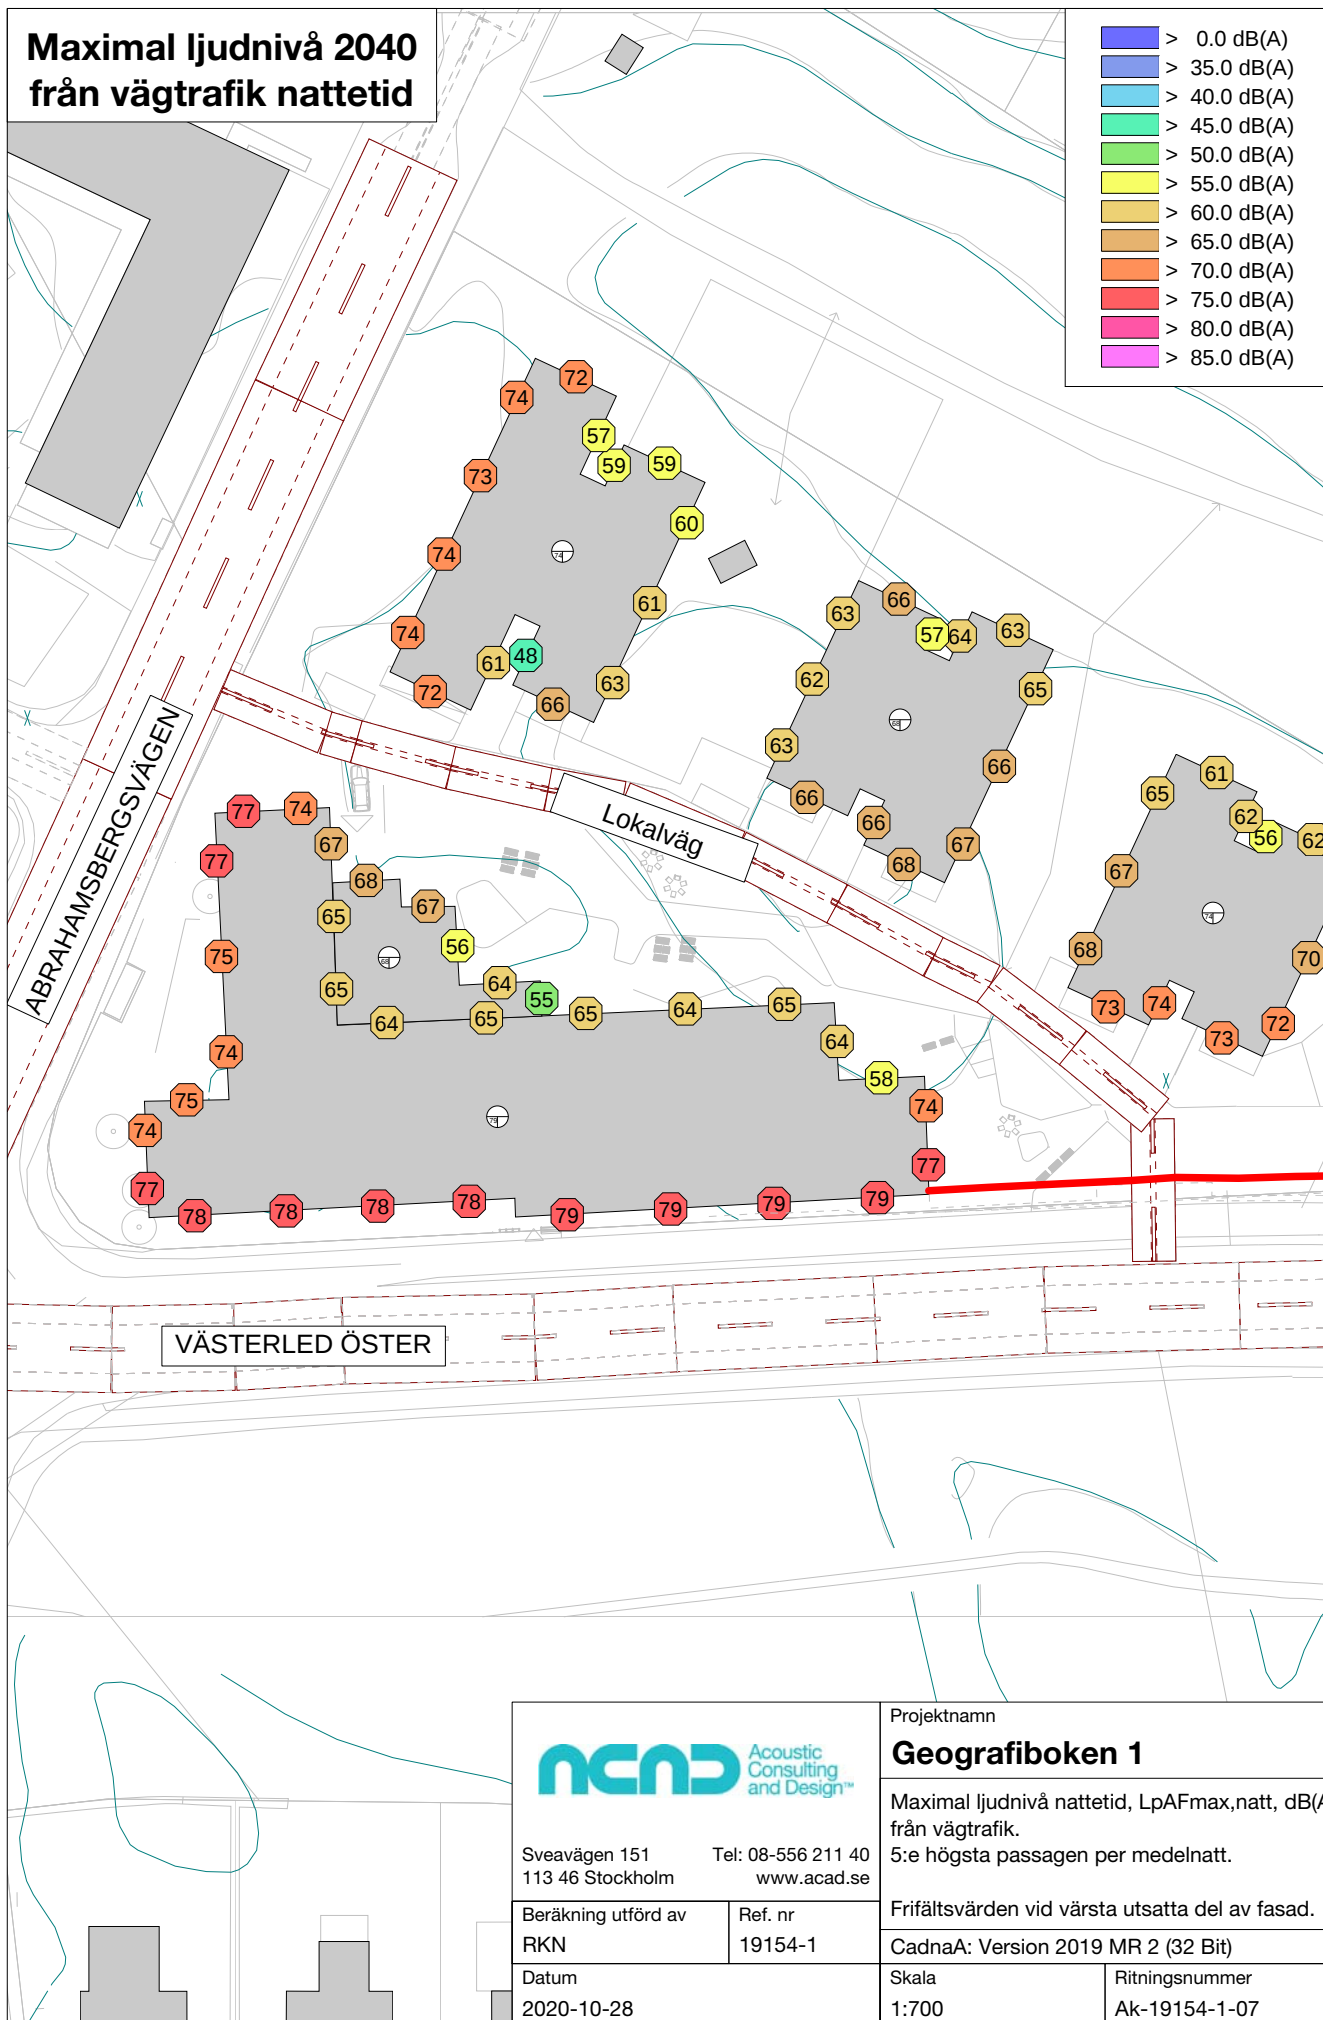 Maximal ljudnivå 2040
från vägtrafik nattetid
> 0.0 dB(A)
> 35.0 dB(A)
> 40.0 dB(A)
> 45.0 dB(A)
> 50.0 dB(A)
> 55.0 dB(A)
> 60.0 dB(A)
> 65.0 dB(A)
> 70.0 dB(A)
> 75.0 dB(A)
> 80.0 dB(A)
> 85.0 dB(A)
72
74
57
59
59
73
60
74
74
61
74
61
48
72
66
63
63
66
57
64
63
62
65
68
63
66
66
66
68
67
61
65
62
56
62
67
74
68
70
73
74
73
72
ABRAHAMSBERGSVÄGEN
Lokalväg
77
74
77
67
68
65
67
56
75
68
65
64
55
64
65
65
64
65
64
74
58
75
74
74
79
77
77
78
78
78
78
79
79
79
79
VÄSTERLED ÖSTER
ACAD
Acoustic
Consulting
and Design™
Sveavägen 151
Tel: 08-556 211 40
113 46 Stockholm
www.acad.se
Beräkning utförd av
RKN
Ref. nr
19154-1
Datum
2020-10-28
Projektnamn
Geografiboken 1
Maximal ljudnivå nattetid, LpAFmax,natt, dB(A
från vägtrafik.
5:e högsta passagen per medelnatt.
Frifältsvärden vid värsta utsatta del av fasad.
CadnaA: Version 2019 MR 2 (32 Bit)
Skala
1:700
Ritningsnummer
Ak-19154-1-07